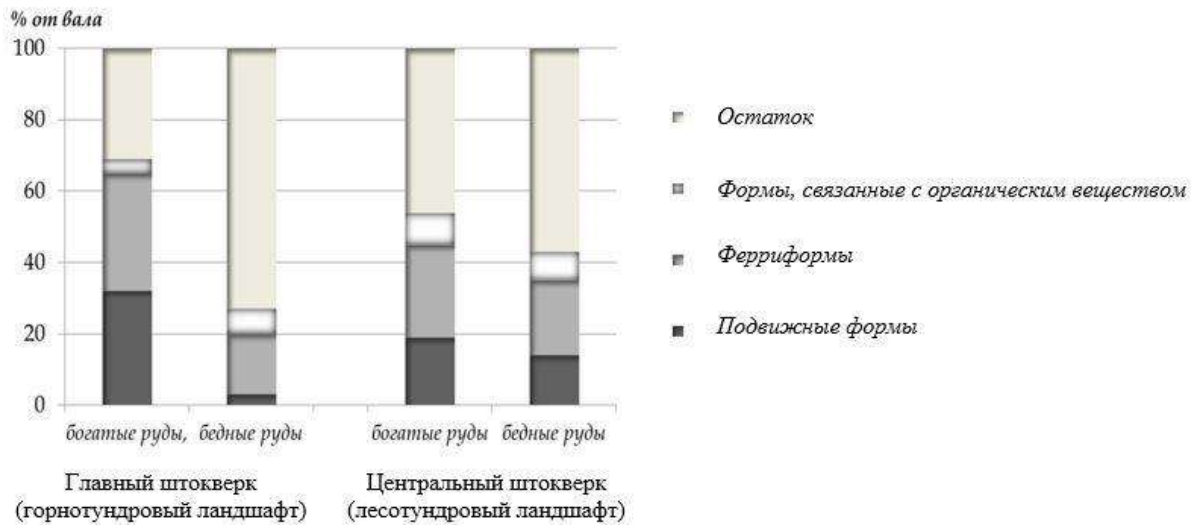 % от вала
100
80
60
40
20
0
богатые руды, бедные руды
богатые руды бедные руды
Главный штокверк
(горнотундровый ландшафт)
Центральный штокверк
(лесотундровый ландшафт)
Остаток
Формы, связанные с органическим веществом
Ферриформы
Подвижные формы